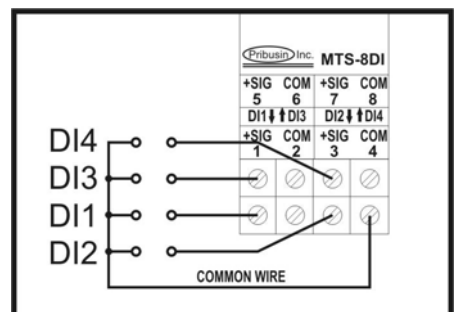 Pribusin Inc. MTS-8DI
+SIG COM +SIG COM
5 6 7 8
DI1⬇⬆DI3 DI2⬇⬆DI4
+SIG COM +SIG COM
1 2 3 4
DI4
DI3
DI1
DI2
COMMON WIRE